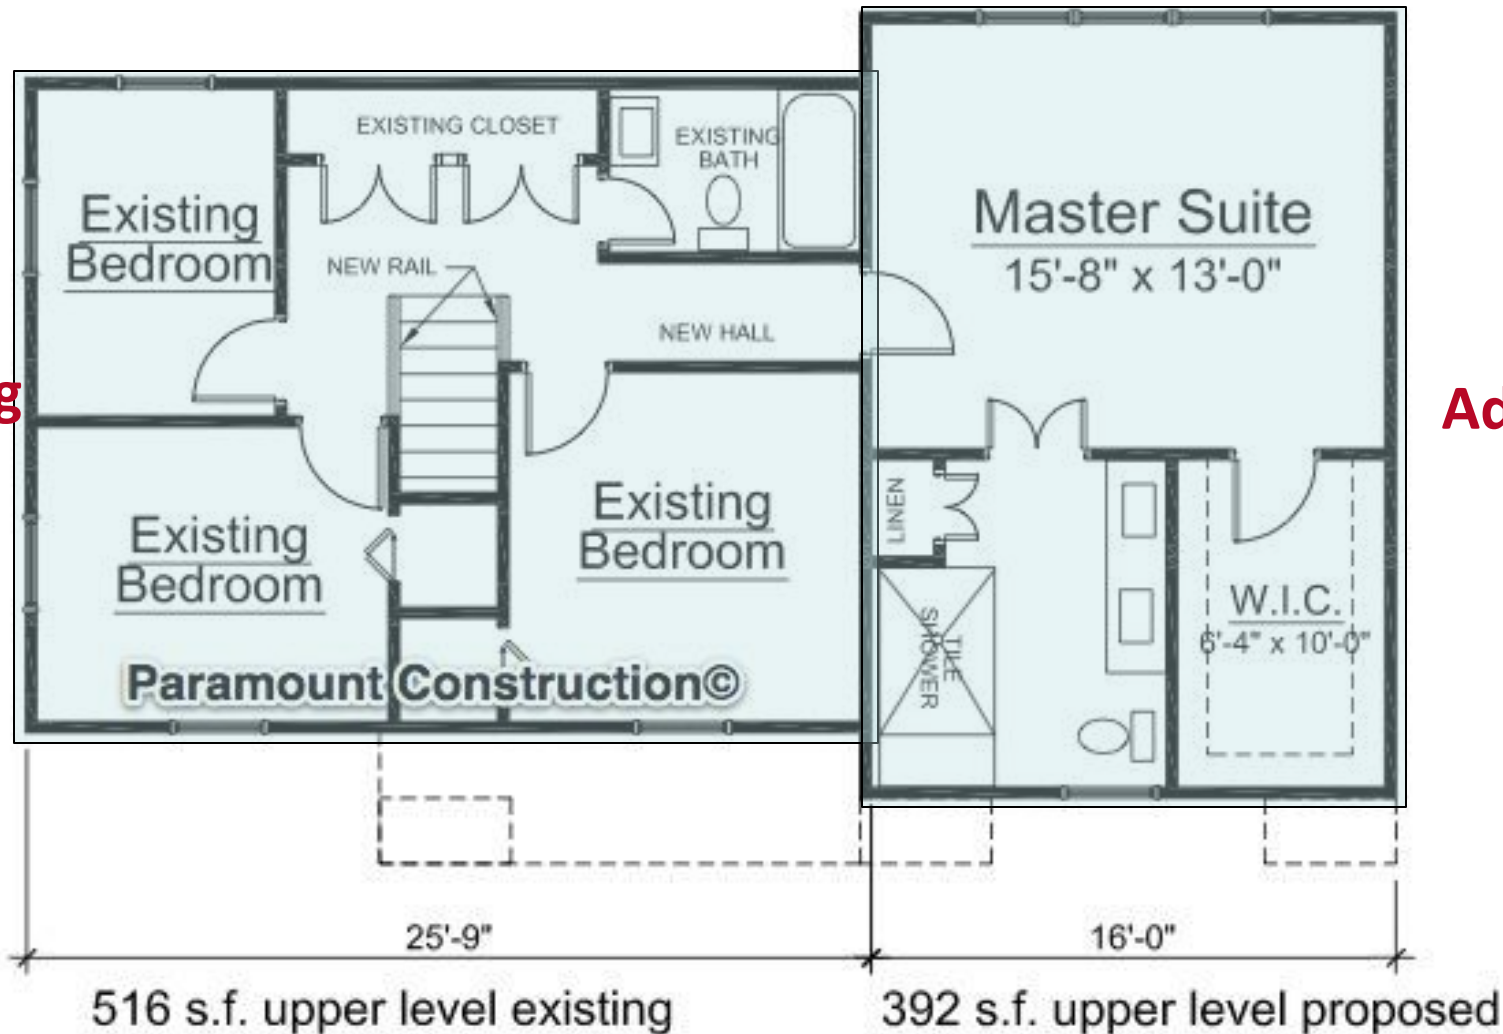 EXISTING CLOSET
EXISTING
BATH
Existing
Bedroom
Master Suite
15'-8" x 13'-0"
NEW RAIL
NEW HALL
g
Ad
LINEN
Existing
Bedroom
Existing
Bedroom
W.I.C.
6'-4" x 10'-0"
TILE
SHOWER
Paramount Construction©
25'-9"
16'-0"
516 s.f. upper level existing
392 s.f. upper level proposed